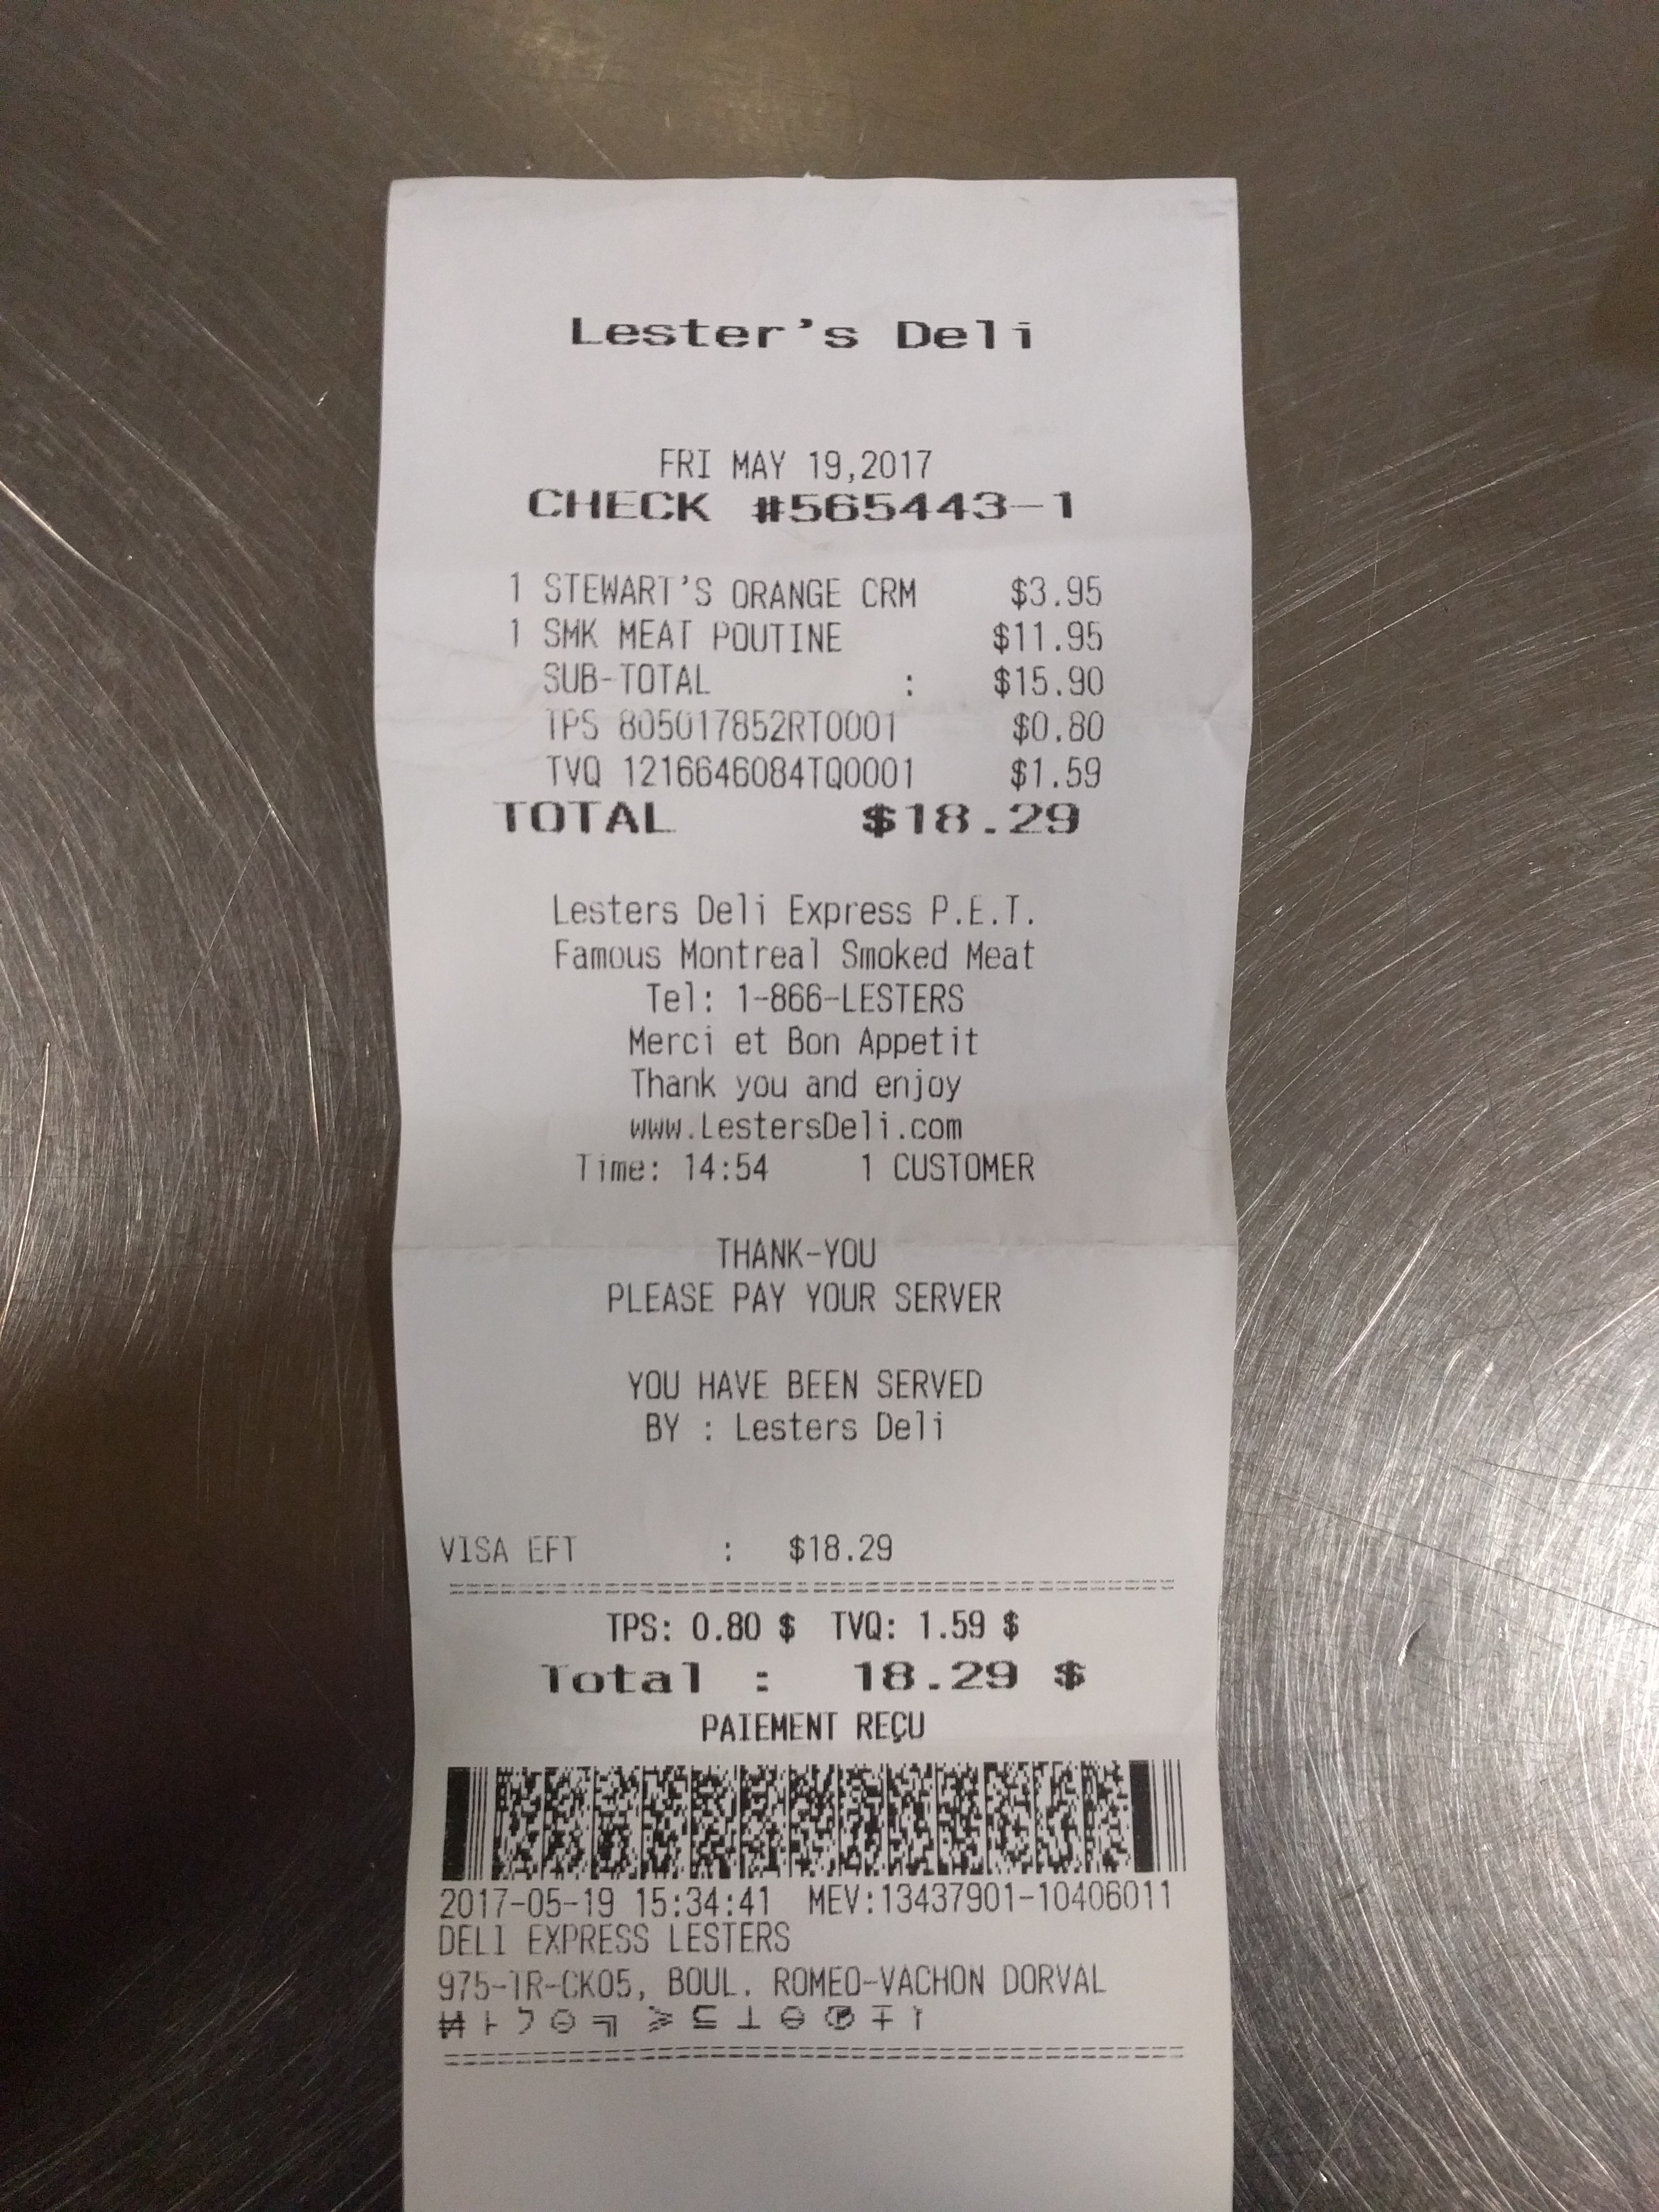 Lester's Deli
FRI MAY 19,2017
CHECK #565443-1
1 STEWART'S ORANGE CRM $3.95
1 SMK MEAT POUTINE $11.95
SUB-TOTAL : $15.90
TPS 805017852RT0001 $0.80
TVQ 1216646084TQ0001 $1.59
TOTAL $18.29
Lesters Deli Express P.E.T.
Famous Montreal Smoked Meat
Tel: 1-866-LESTERS
Merci et Bon Appetit
Thank you and enjoy
www.LestersDeli.com
Time: 14:54 1 CUSTOMER
THANK-YOU
PLEASE PAY YOUR SERVER
YOU HAVE BEEN SERVED
BY : Lesters Deli
VISA EFT : $18.29
TPS: 0.80 $ TVQ: 1.59 $
Total : 18.29 $
PAIEMENT REÇU
2017-05-19 15:34:41 MEV:13437901-10406011
DELI EXPRESS LESTERS
975-TR-CK05, BOUL. ROMEO-VACHON DORVAL